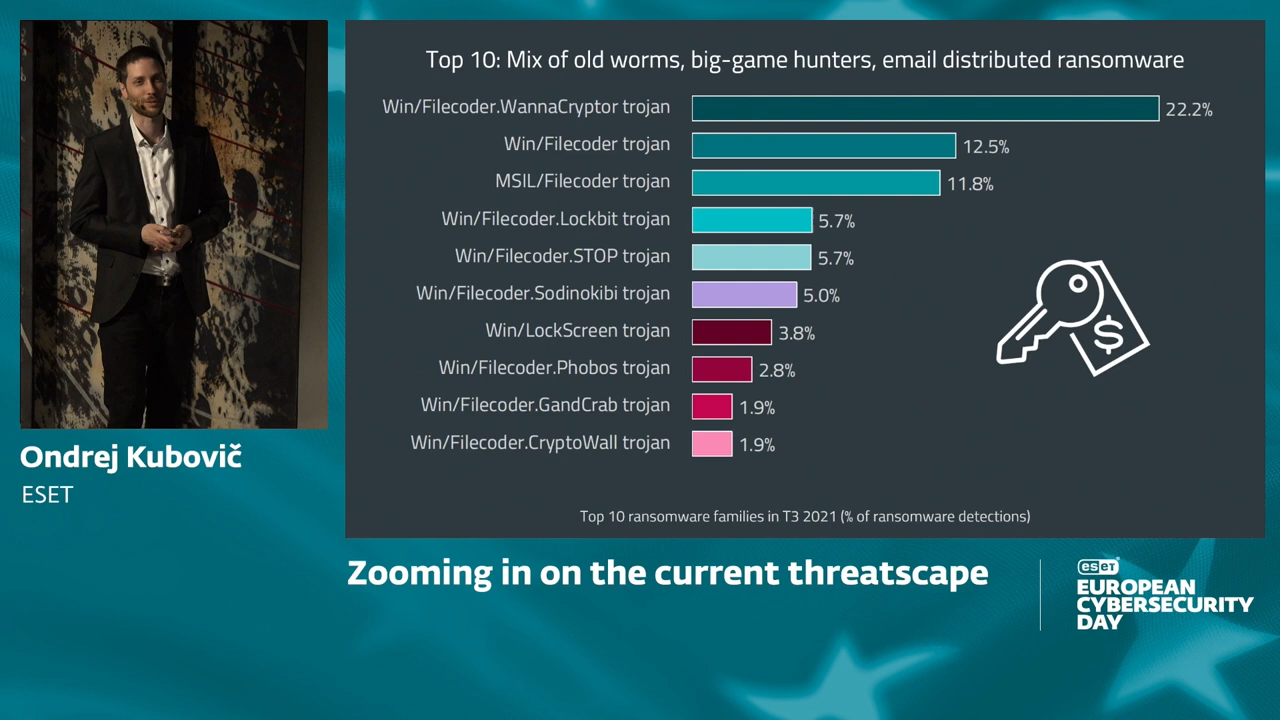 Top 10: Mix of old worms, big-game hunters, email distributed ransomware
Win/Filecoder.WannaCryptor trojan 22.2%
Win/Filecoder trojan 12.5%
MSIL/Filecoder trojan 11.8%
Win/Filecoder.Lockbit trojan 5.7%
Win/Filecoder.STOP trojan 5.7%
Win/Filecoder.Sodinokibi trojan 5.0%
Win/LockScreen trojan 3.8%
Win/Filecoder.Phobos trojan 2.8%
Win/Filecoder.GandCrab trojan 1.9%
Win/Filecoder.CryptoWall trojan 1.9%
$
Top 10 ransomware families in T3 2021 (% of ransomware detections)
Ondrej Kubovič
ESET
Zooming in on the current threatscape
eseT
EUROPEAN
CYBERSECURITY
DAY